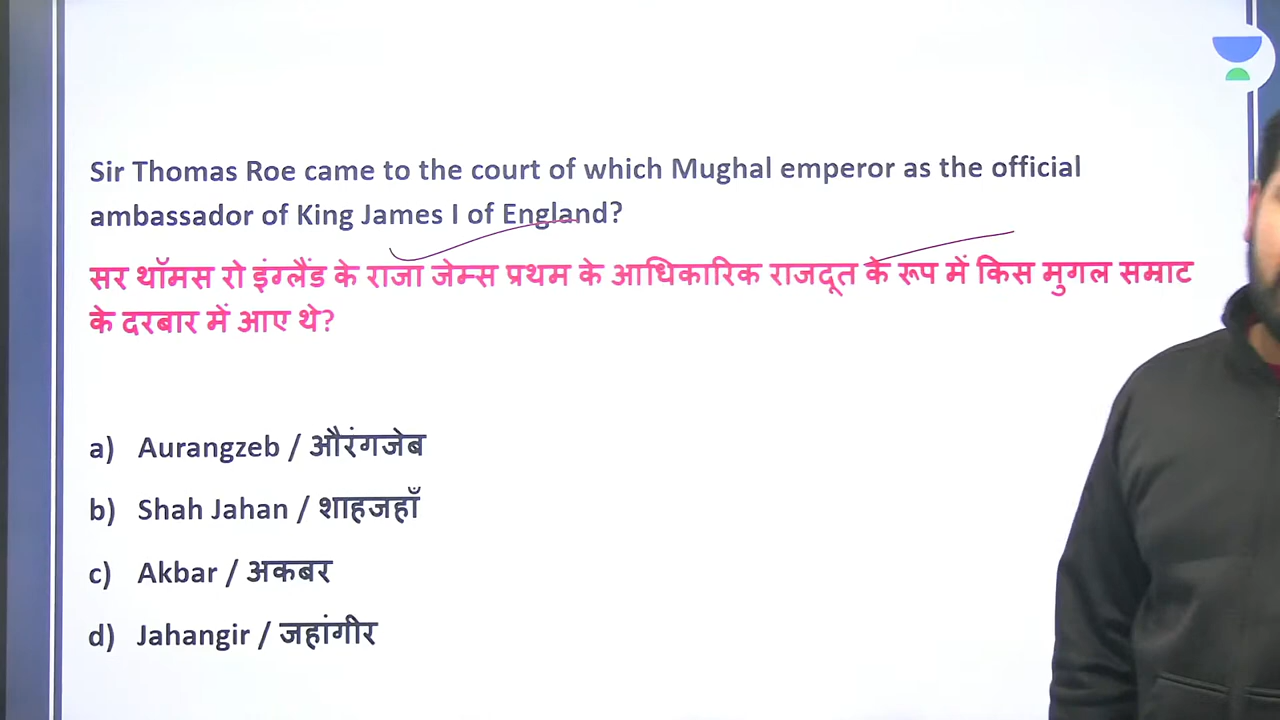 Sir Thomas Roe came to the court of which Mughal emperor as the official
ambassador of King James I of England?
सर थॉमस रो इंग्लैंड के राजा जेम्स प्रथम के आधिकारिक राजदूत के रूप में किस मुगल सम्राट
के दरबार में आए थे?
a) Aurangzeb / औरंगजेब
b) Shah Jahan / शाहजहाँ
c) Akbar / अकबर
d) Jahangir / जहांगीर